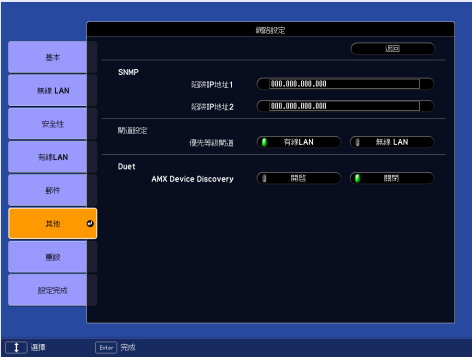 網路設定
返回
基本
無線 LAN
安全性
有線LAN
郵件
其他
重設
設定完成
SNMP
陷阱IP地址1 000.000.000.000
陷阱IP地址2 000.000.000.000
閘道設定
優先等級閘道 有線LAN 無線 LAN
Duet
AMX Device Discovery 開啓 關閉
選擇 Enter 完成